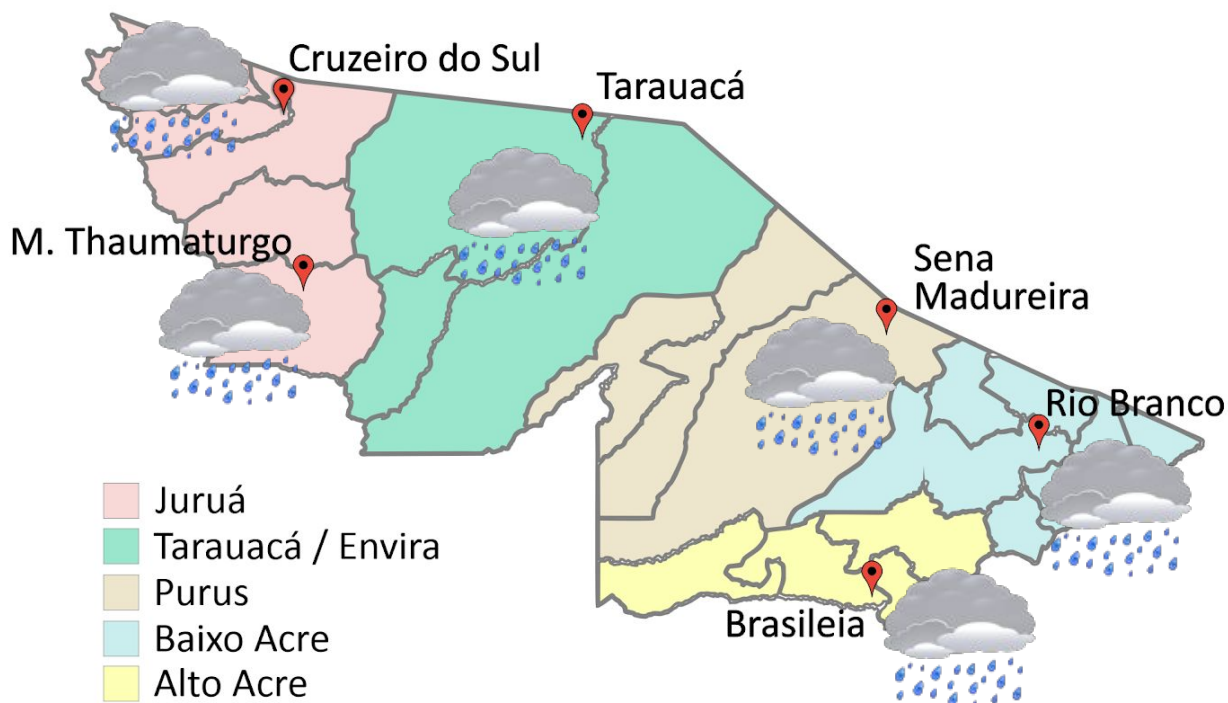 Cruzeiro do Sul
Tarauacá
M. Thaumaturgo
Sena
Madureira
Rio Branco
Brasileia
Juruá
Tarauacá / Envira
Purus
Baixo Acre
Alto Acre